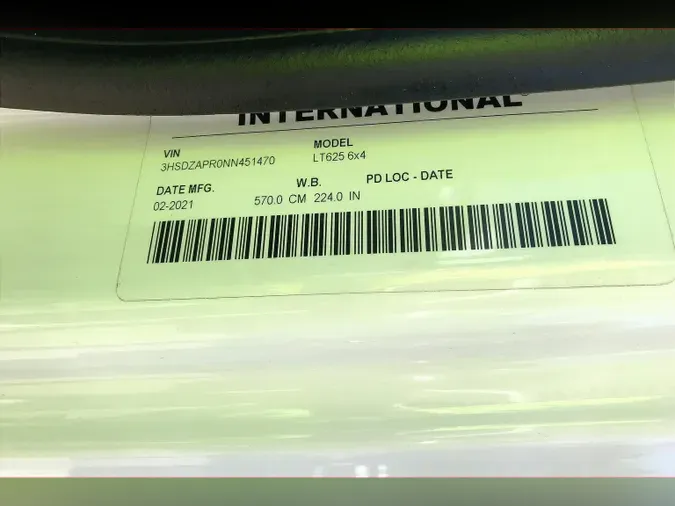 INTERNATIONAL
VIN MODEL
3HSDZAPR0NN451470 LT625 6x4
DATE MFG. W.B. PD LOC - DATE
02-2021 570.0 CM 224.0 IN